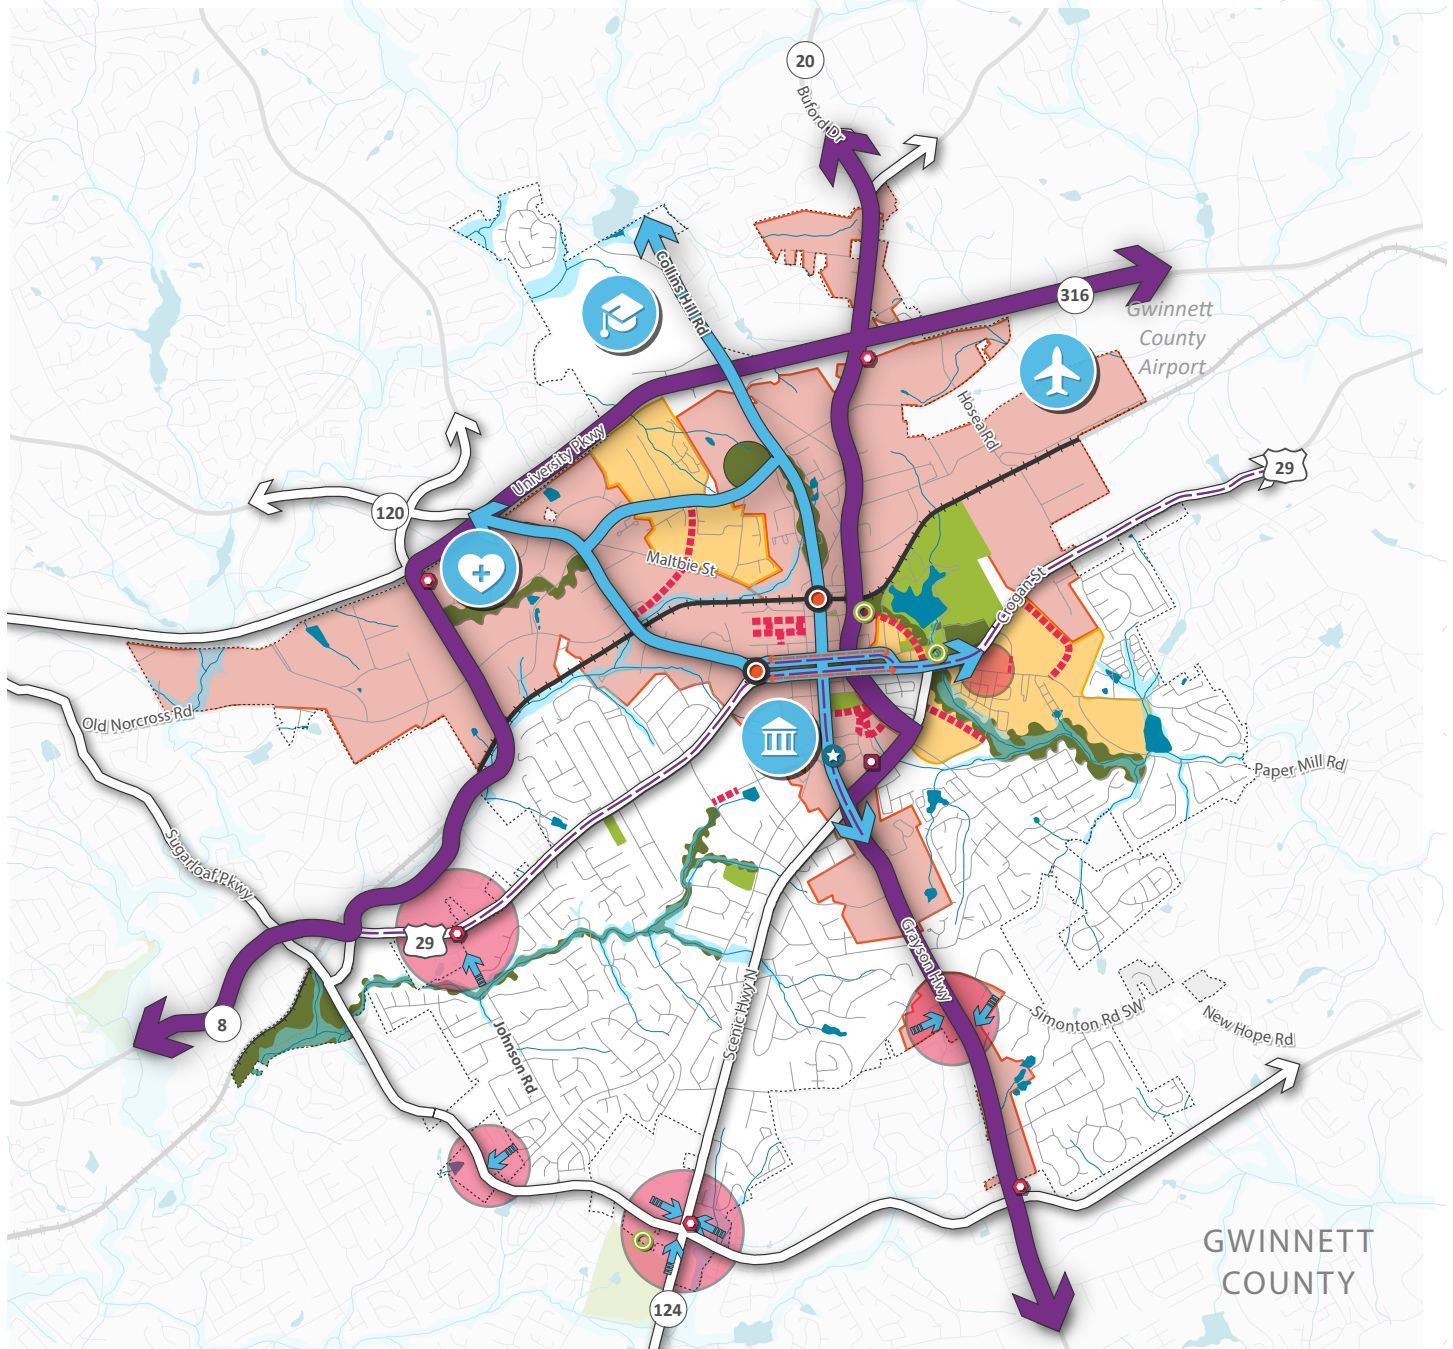 20
Buford Dr
Collins Hill Rd
316
Gwinnett
County
Airport
Hosea Rd
University Pkwy
29
120
Maltbie St
Crogan St
Old Norcross Rd
Paper Mill Rd
Sugarloaf Pkwy
29
Grayson Hwy
Scenic Hwy N
Simonton Rd SW
New Hope Rd
8
Johnson Rd
GWINNETT
COUNTY
124